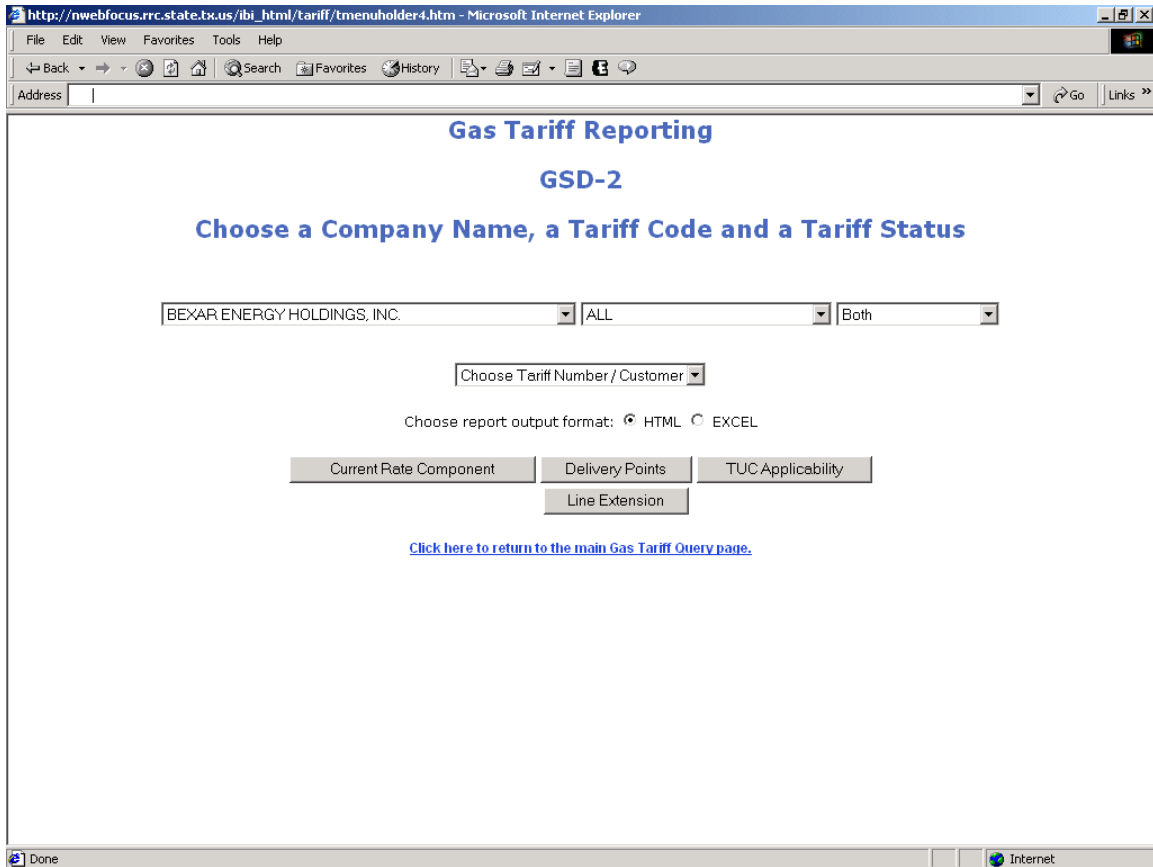 http://nwebfocus.rrc.state.tx.us/ibi_html/tariff/tmenuholder4.htm - Microsoft Internet Explorer
File Edit View Favorites Tools Help
Back Search Favorites History
Address Go Links »
Gas Tariff Reporting
GSD-2
Choose a Company Name, a Tariff Code and a Tariff Status
BEXAR ENERGY HOLDINGS, INC. ALL Both
Choose Tariff Number / Customer
Choose report output format: HTML EXCEL
Current Rate Component Delivery Points TUC Applicability
Line Extension
Click here to return to the main Gas Tariff Query page.
Done Internet